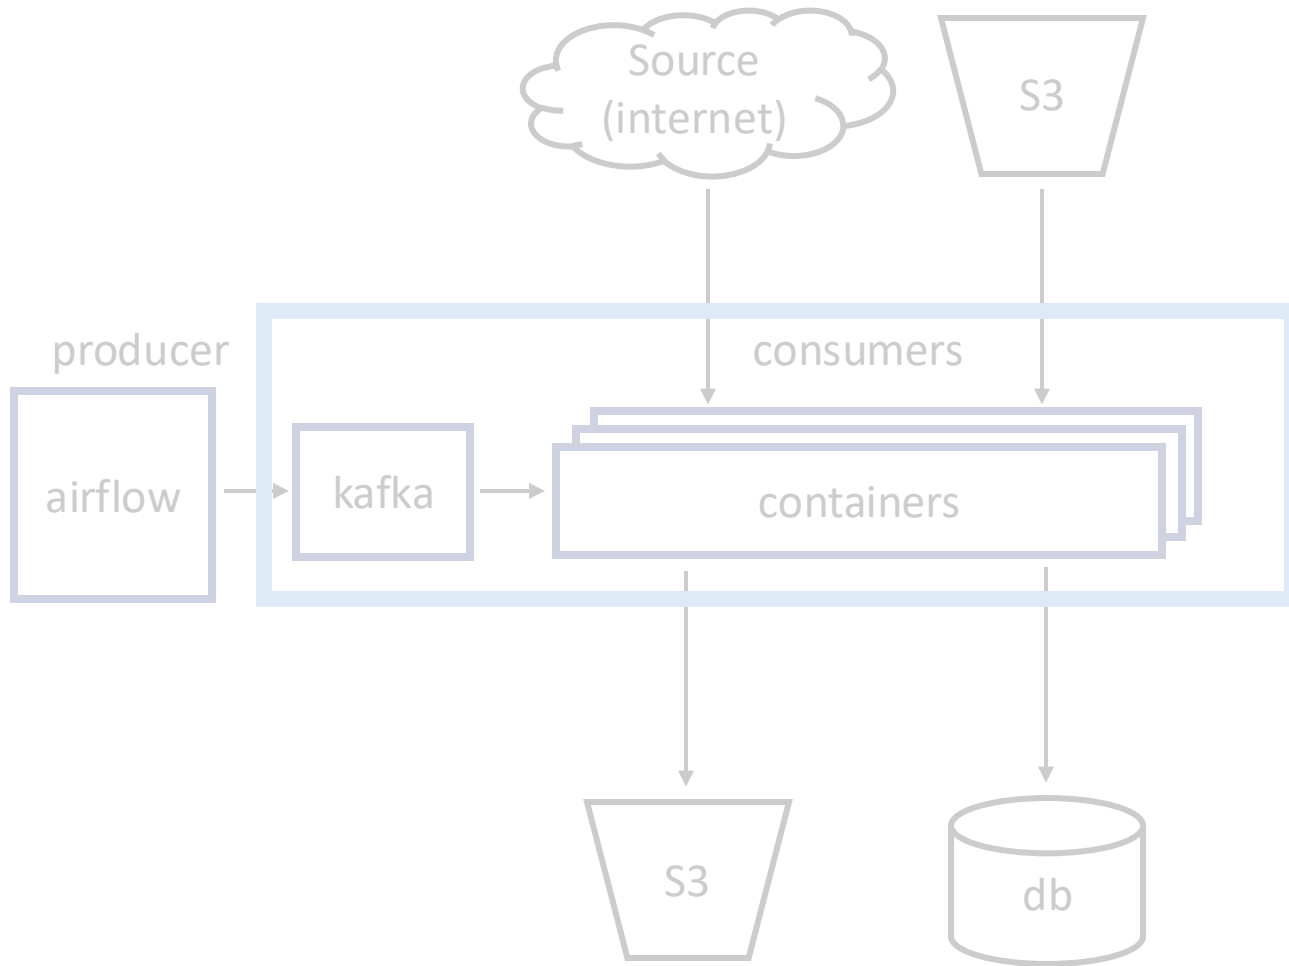 Source
(internet)
S3
producer
consumers
airflow
kafka
containers
S3
db